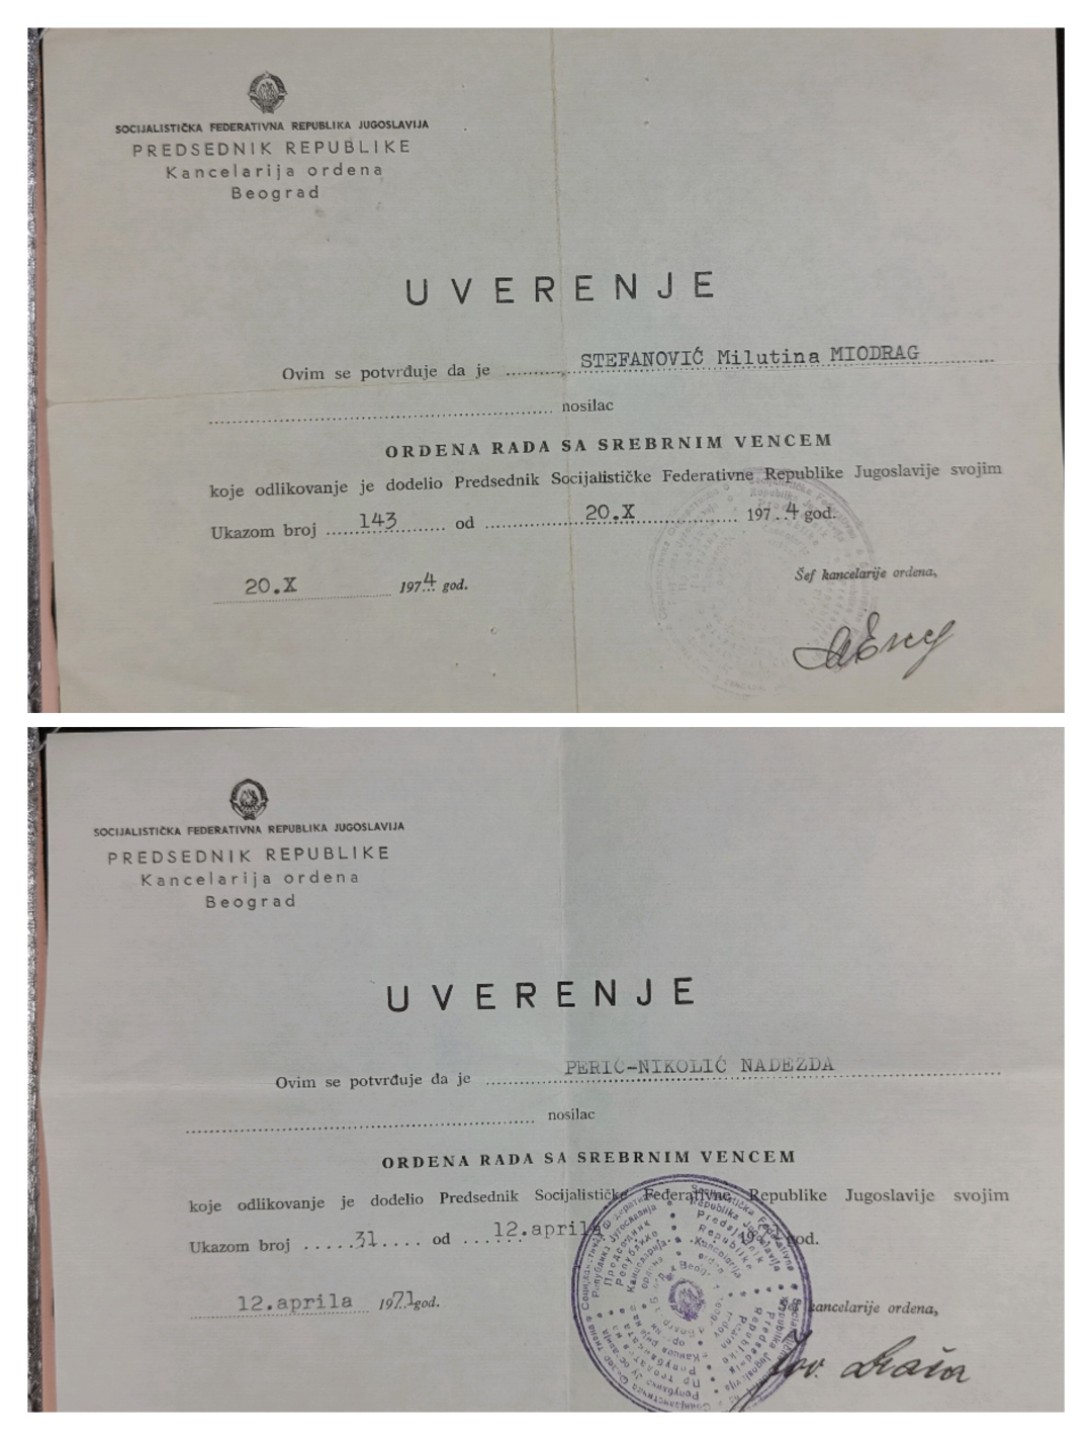 SOCIJALISTIČKA FEDERATIVNA REPUBLIKA JUGOSLAVIJA
PREDSEDNIK REPUBLIKE
Kancelarija ordena
Beograd
UVERENJE
Ovim se potvrđuje da je STEFANOVIĆ Milutina MIODRAG
nosilac
ORDENA RADA SA SREBRNIM VENCEM
koje odlikovanje je dodelio Predsednik Socijalističke Federativne Republike Jugoslavije svojim
Ukazom broj 143 od 20.X 1974 god.
20.X 1974 god.
Šef kancelarije ordena,
SOCIJALISTIČKA FEDERATIVNA REPUBLIKA JUGOSLAVIJA
PREDSEDNIK REPUBLIKE
Kancelarija ordena
Beograd
UVERENJE
Ovim se potvrđuje da je PERIĆ-NIKOLIĆ NADEZDA
nosilac
ORDENA RADA SA SREBRNIM VENCEM
koje odlikovanje je dodelio Predsednik Socijalističke Federativne Republike Jugoslavije svojim
Ukazom broj 31 od 12.aprila god.
12.aprila 1971 god.
Šef kancelarije ordena,